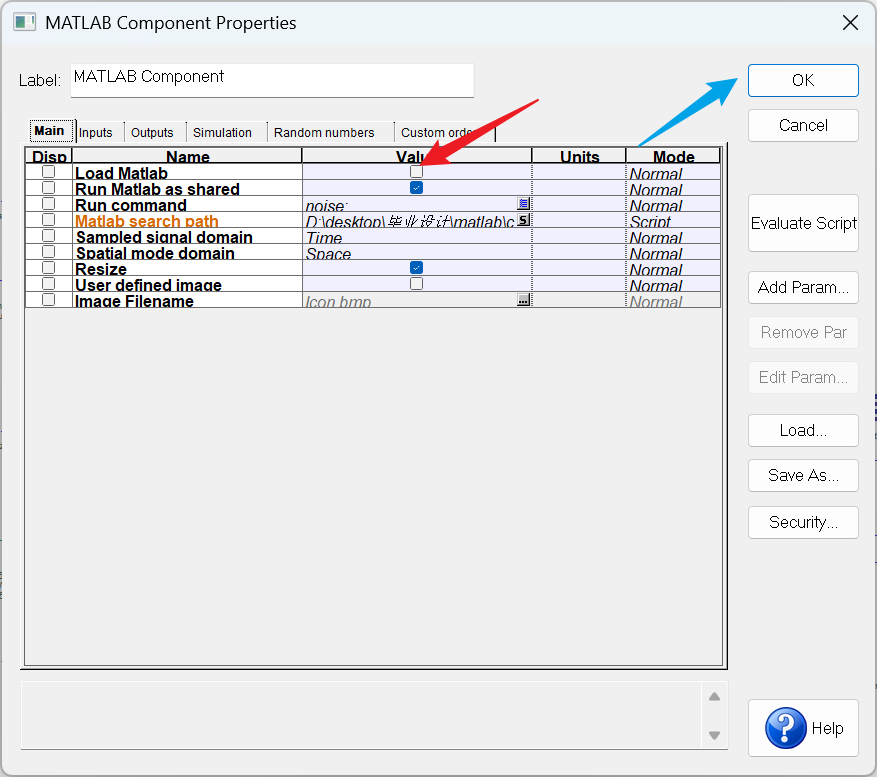 MATLAB Component Properties
Label: MATLAB Component OK
Cancel
Main Inputs Outputs Simulation Random numbers Custom orde
Disp Name Valu Units Mode
Load Matlab Normal
Run Matlab as shared Normal
Run command noise; Normal
Matlab search path D:\desktop\毕业设计\matlab\c S Script
Sampled signal domain Time Normal
Spatial mode domain Space Normal
Resize Normal
User defined image Normal
Image Filename Icon.bmp ... Normal
Evaluate Script
Add Param...
Remove Par
Edit Param...
Load...
Save As...
Security...
? Help